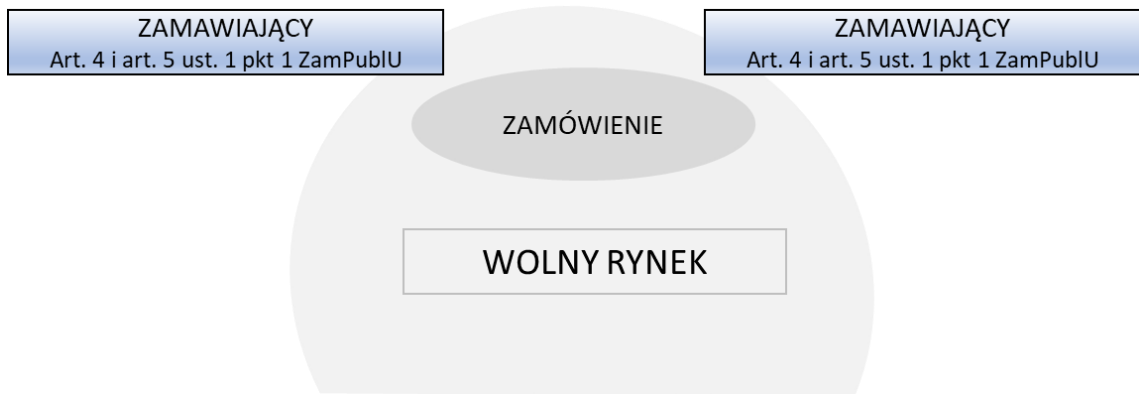 ZAMAWIAJĄCY
Art. 4 i art. 5 ust. 1 pkt 1 ZamPublU
ZAMAWIAJĄCY
Art. 4 i art. 5 ust. 1 pkt 1 ZamPublU
ZAMÓWIENIE
WOLNY RYNEK